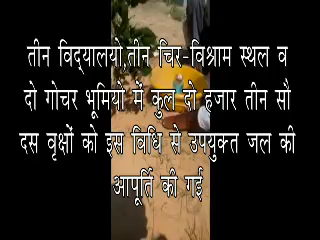 तीन विद्यालयो,तीन चिर-विश्राम स्थल व
दो गोचर भूमियो में कुल दो हजार तीन सौ
दस वृक्षों को इस विधि से उपयुक्त जल की
आपूर्ति की गई